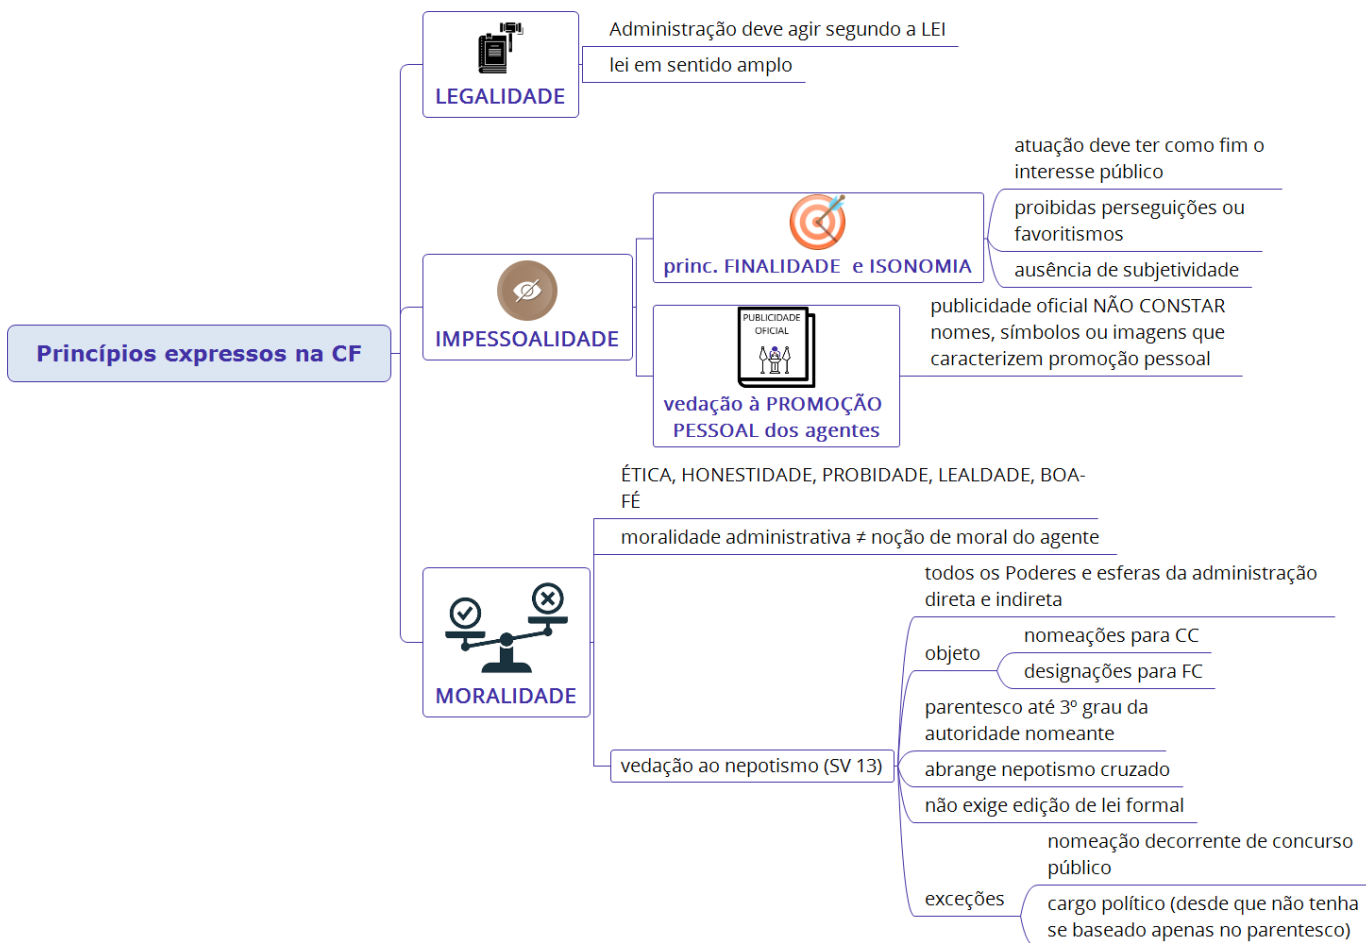 Princípios expressos na CF
LEGALIDADE
Administração deve agir segundo a LEI
lei em sentido amplo
IMPESSOALIDADE
princ. FINALIDADE e ISONOMIA
atuação deve ter como fim o
interesse público
proibidas perseguições ou
favoritismos
ausência de subjetividade
PUBLICIDADE
OFICIAL
vedação à PROMOÇÃO
PESSOAL dos agentes
publicidade oficial NÃO CONSTAR
nomes, símbolos ou imagens que
caracterizem promoção pessoal
MORALIDADE
ÉTICA, HONESTIDADE, PROBIDADE, LEALDADE, BOA-
FÉ
moralidade administrativa ≠ noção de moral do agente
vedação ao nepotismo (SV 13)
todos os Poderes e esferas da administração
direta e indireta
objeto
nomeações para CC
designações para FC
parentesco até 3º grau da
autoridade nomeante
abrange nepotismo cruzado
não exige edição de lei formal
exceções
nomeação decorrente de concurso
público
cargo político (desde que não tenha
se baseado apenas no parentesco)